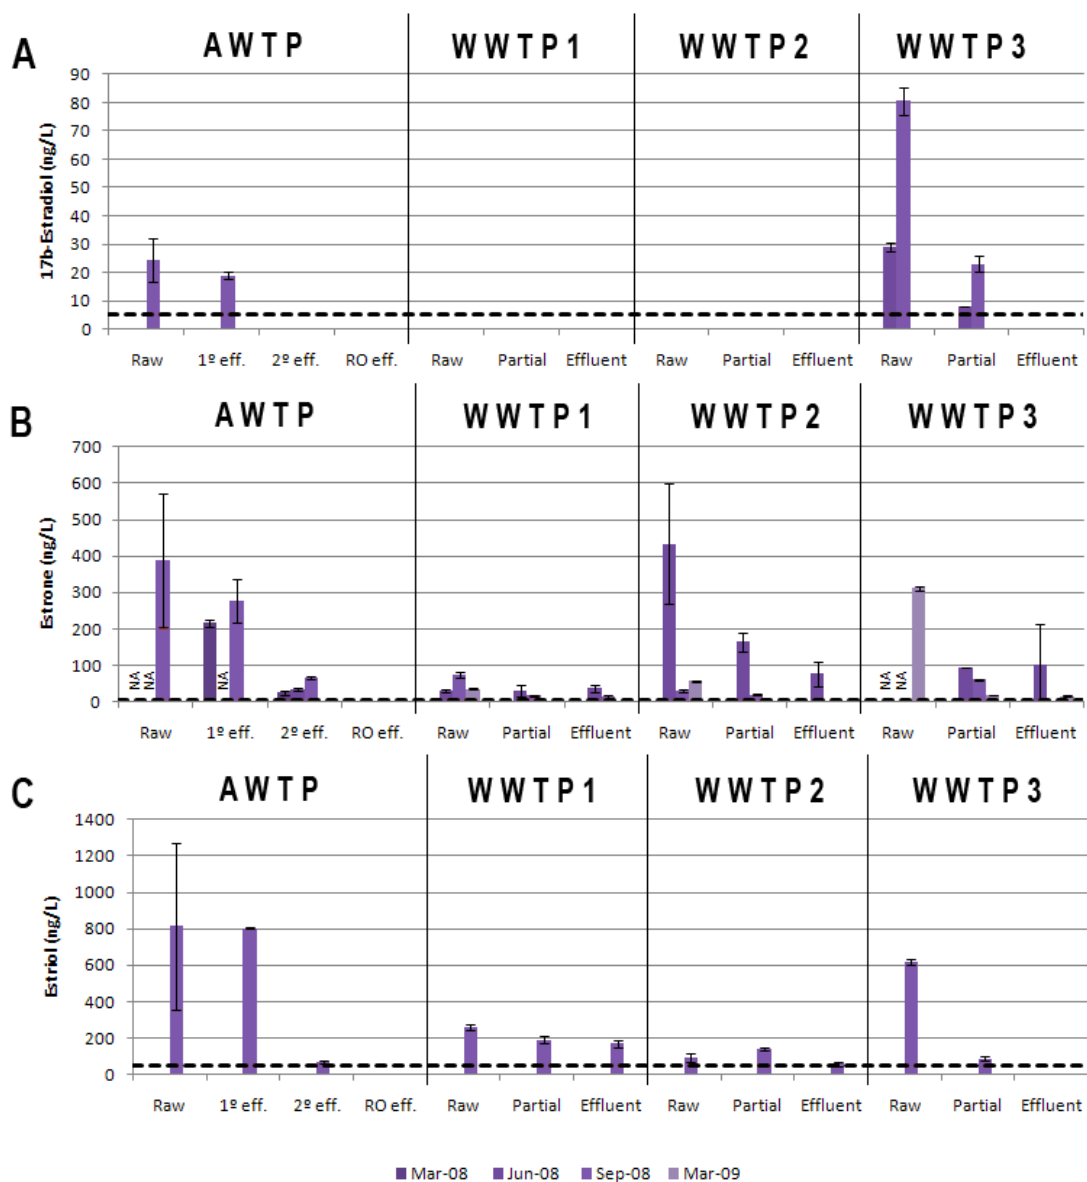 A
AWTP WWTP1 WWTP2 WWTP3
17b-Estradiol (ng/L)
90
80
70
60
50
40
30
20
10
0
Raw 1º eff. 2º eff. RO eff. Raw Partial Effluent Raw Partial Effluent Raw Partial Effluent
B
AWTP WWTP1 WWTP2 WWTP3
Estrone (ng/L)
700
600
500
400
300
200
100
0
NA NA NA NA NA
Raw 1º eff. 2º eff. RO eff. Raw Partial Effluent Raw Partial Effluent Raw Partial Effluent
C
AWTP WWTP1 WWTP2 WWTP3
Estriol (ng/L)
1400
1200
1000
800
600
400
200
0
Raw 1º eff. 2º eff. RO eff. Raw Partial Effluent Raw Partial Effluent Raw Partial Effluent
Mar-08 Jun-08 Sep-08 Mar-09